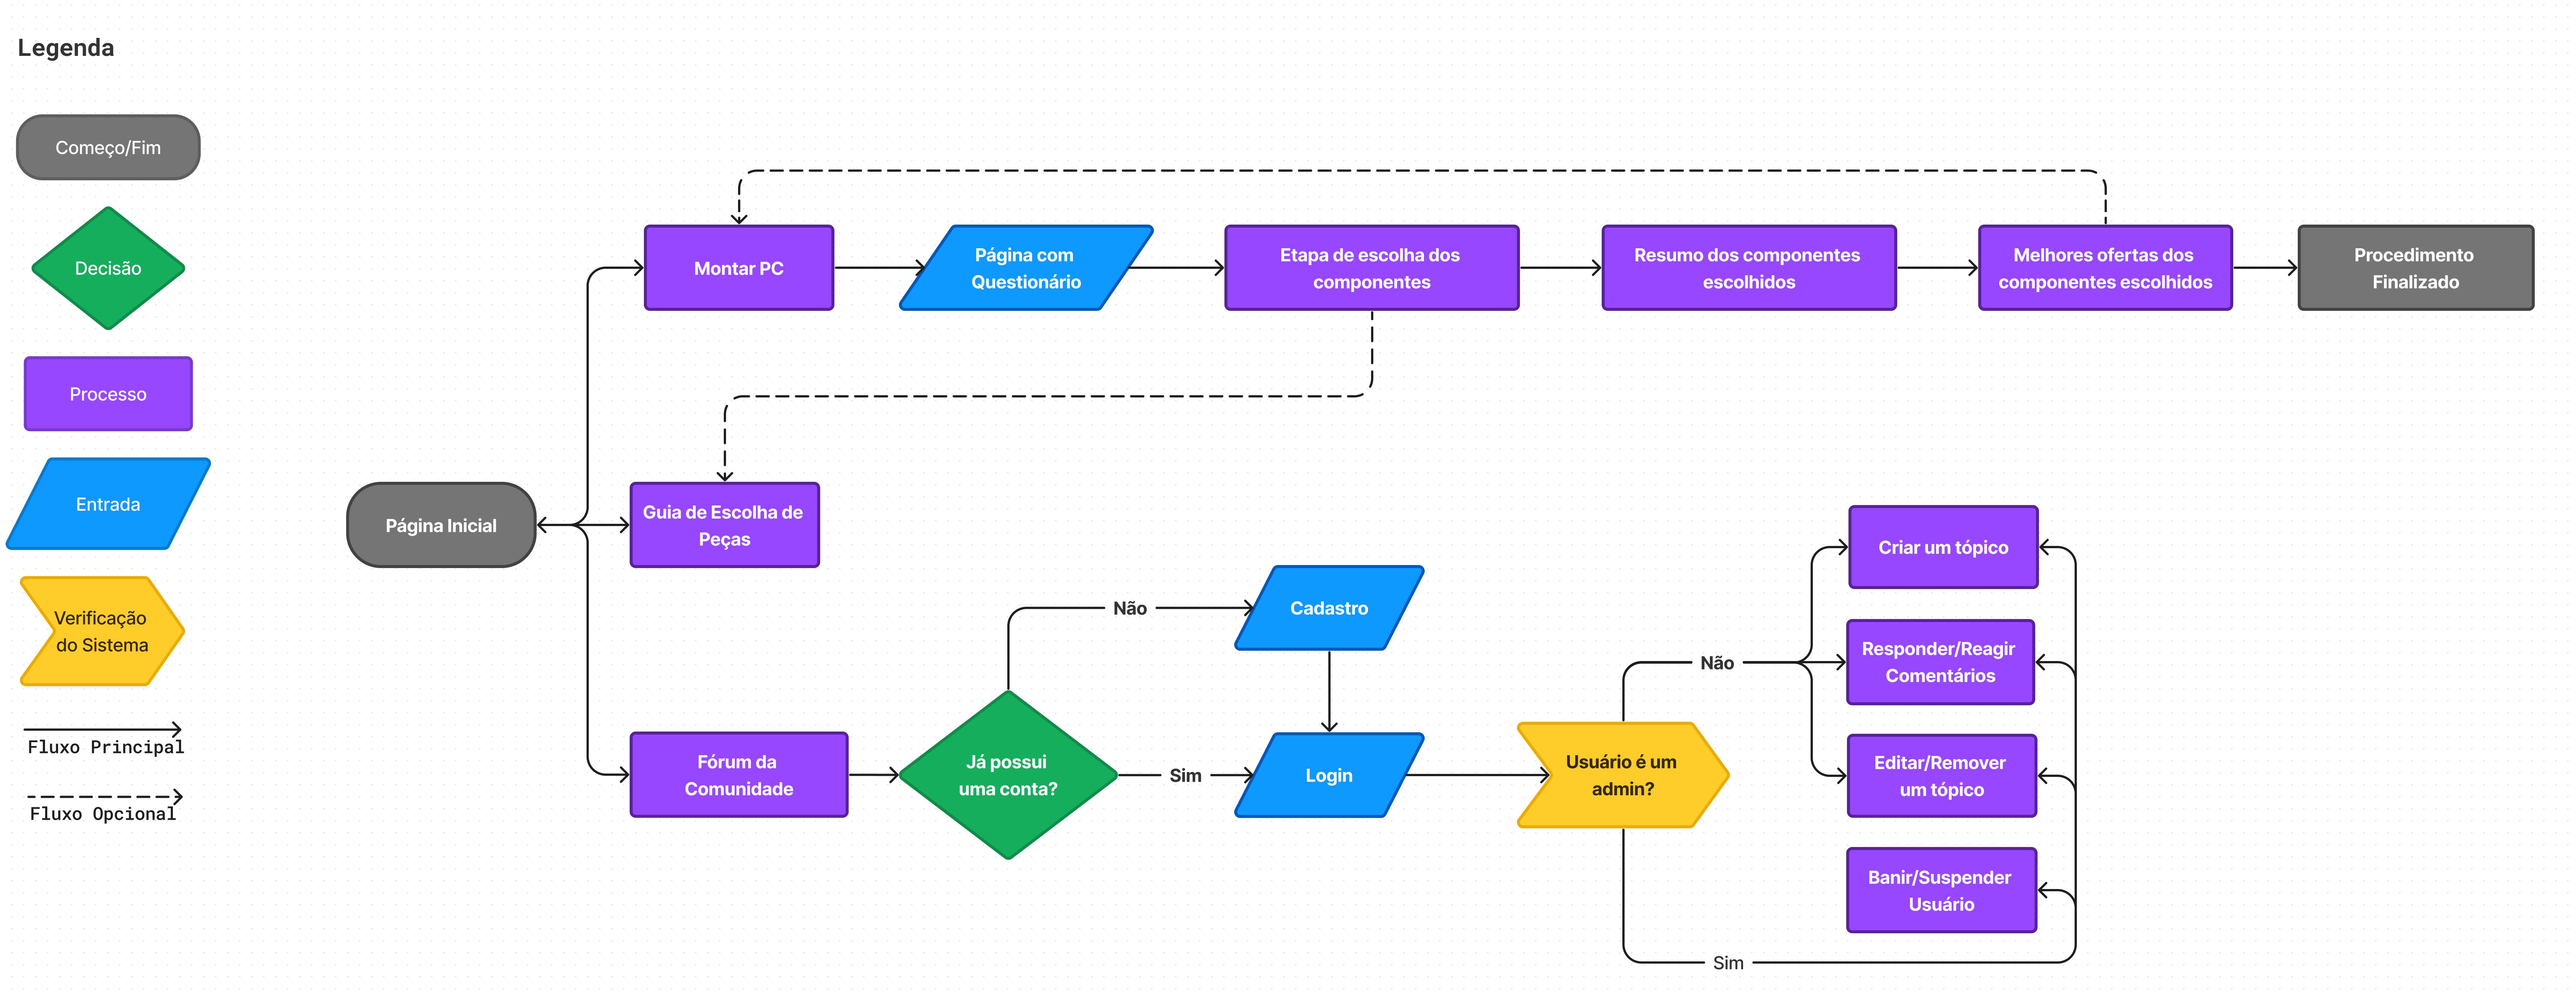 Legenda
Começo/Fim
Decisão
Processo
Entrada
Verificação
do Sistema
Fluxo Principal
Fluxo Opcional
Montar PC
Página com
Questionário
Etapa de escolha dos
componentes
Resumo dos componentes
escolhidos
Melhores ofertas dos
componentes escolhidos
Procedimento
Finalizado
Página Inicial
Guia de Escolha de
Peças
Fórum da
Comunidade
Já possui
uma conta?
Não
Cadastro
Sim
Login
Usuário é um
admin?
Não
Criar um tópico
Responder/Reagir
Comentários
Editar/Remover
um tópico
Banir/Suspender
Usuário
Sim